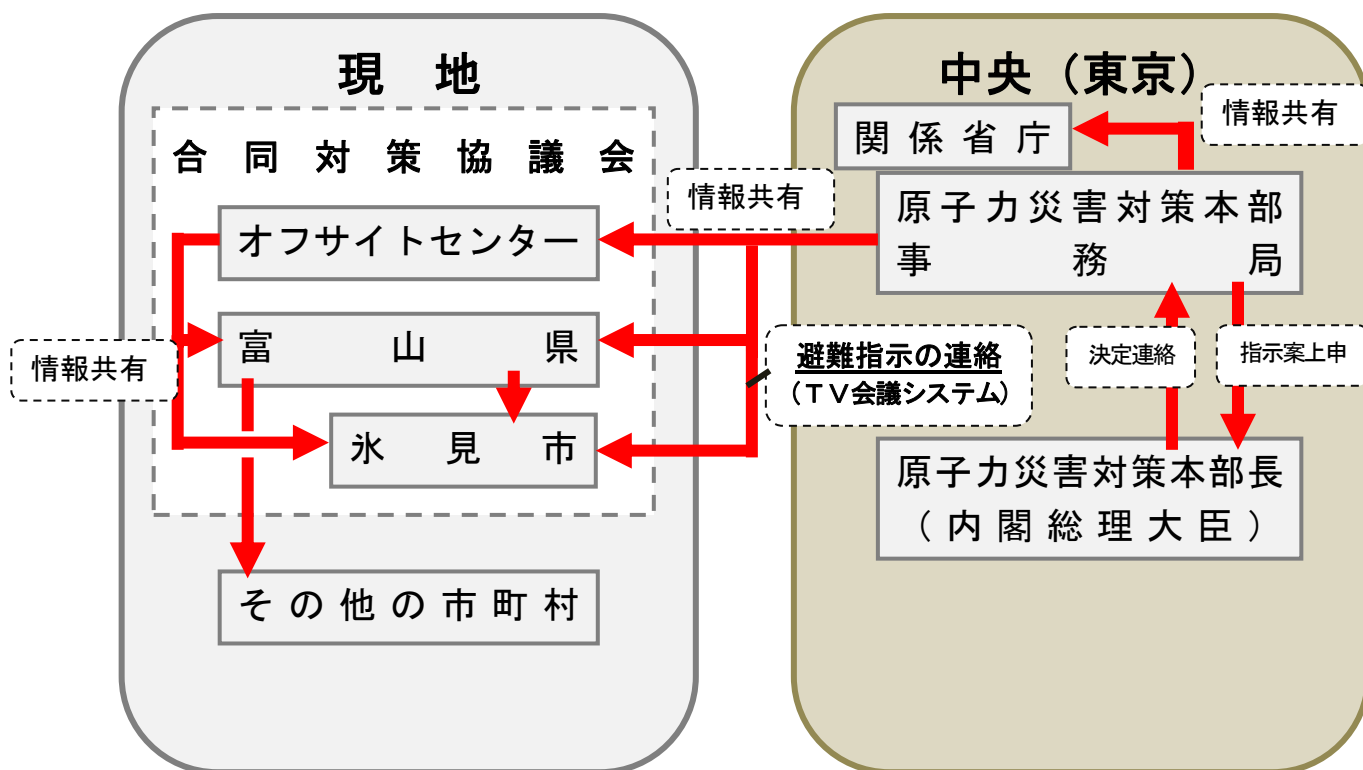 現地
合同対策協議会
オフサイトセンター
富山県
氷見市
その他の市町村
情報共有
情報共有
避難指示の連絡
(TV会議システム)
中央(東京)
関係省庁
情報共有
原子力災害対策本部
事務局
決定連絡
指示案上申
原子力災害対策本部長
(内閣総理大臣)